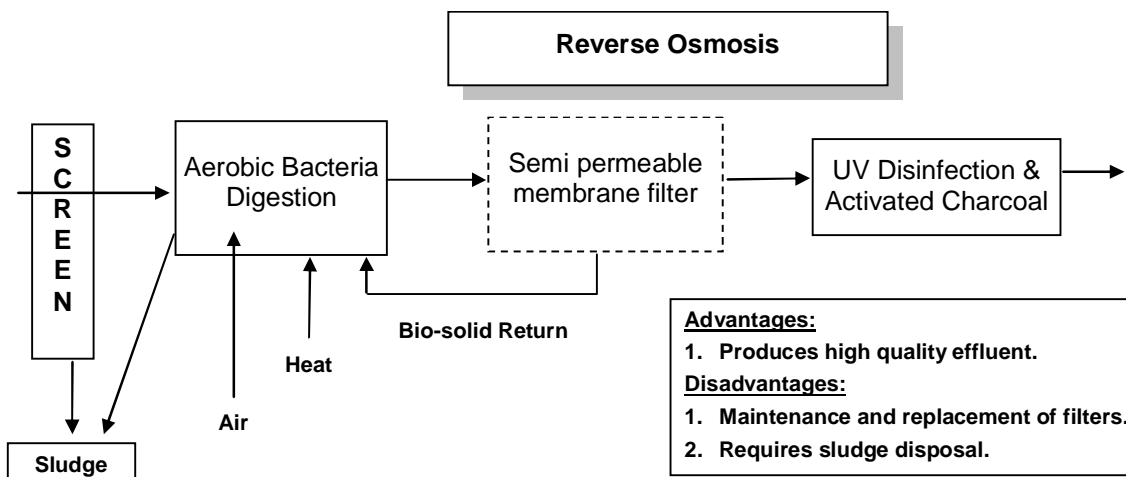 Reverse Osmosis
SCREEN
Aerobic Bacteria
Digestion
Semi permeable
membrane filter
UV Disinfection &
Activated Charcoal
Bio-solid Return
Heat
Air
Sludge
Advantages:
1. Produces high quality effluent.
Disadvantages:
1. Maintenance and replacement of filters.
2. Requires sludge disposal.